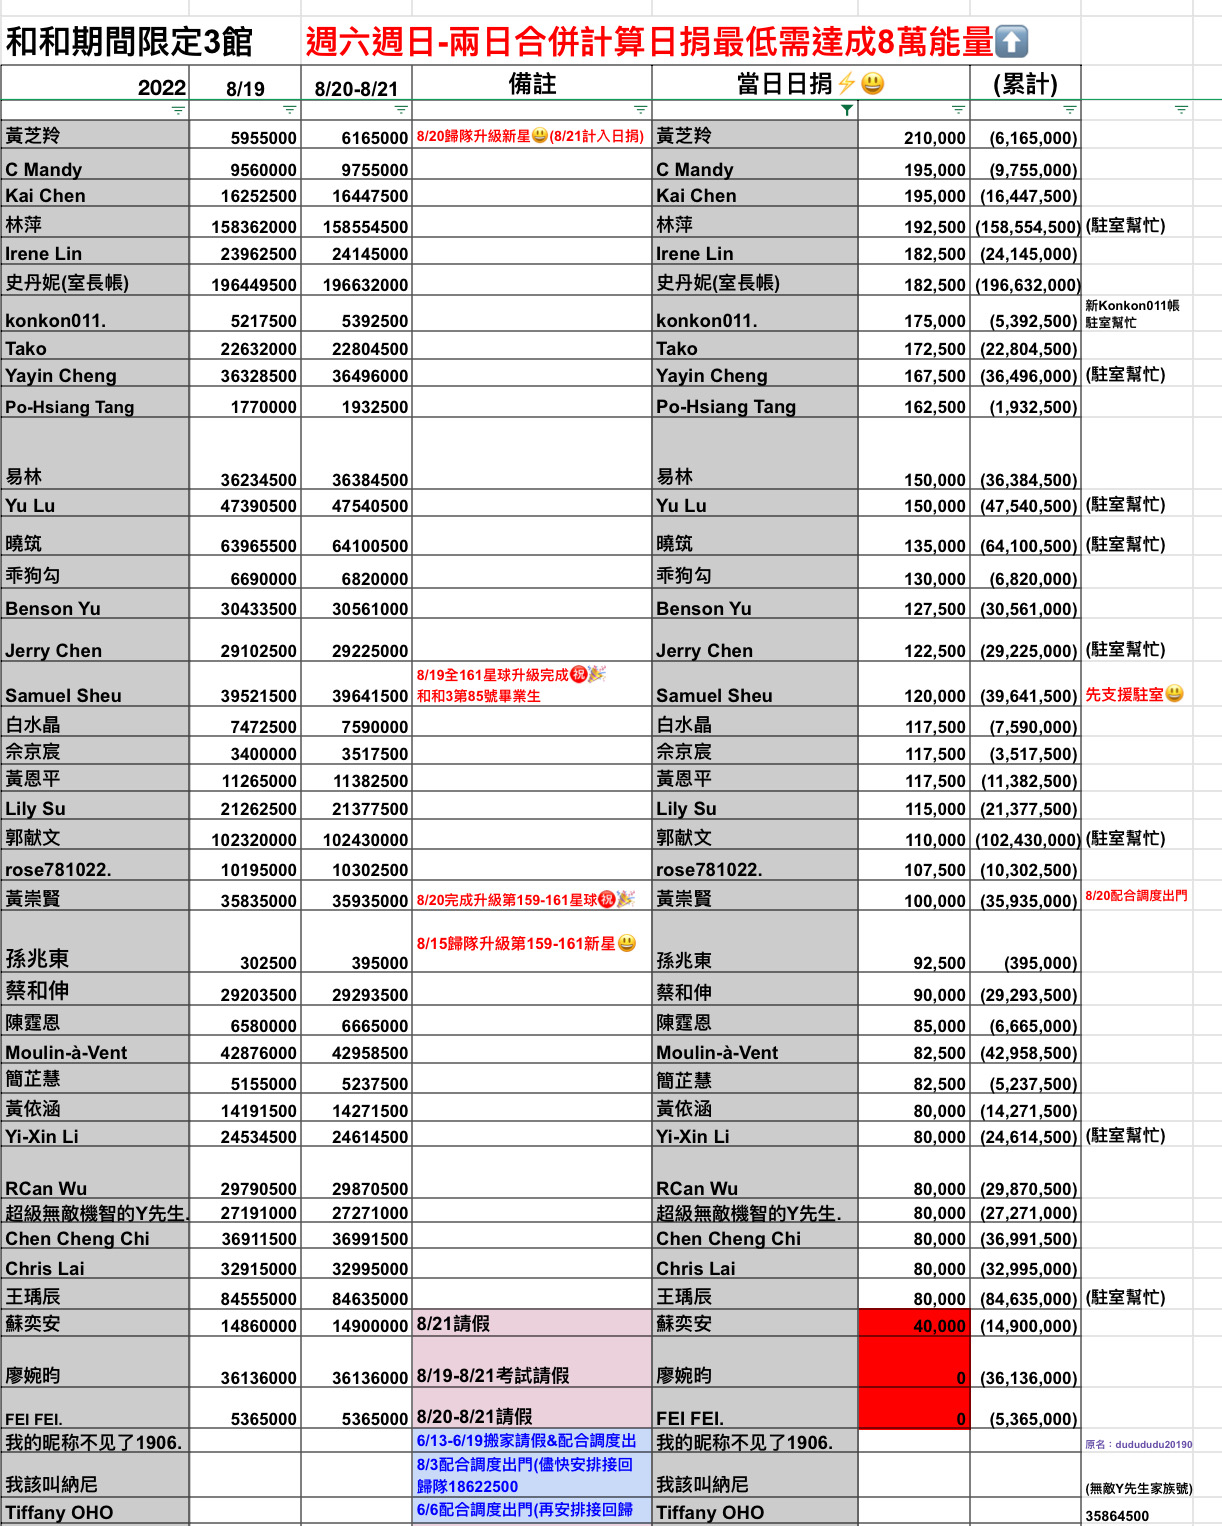 和和期間限定3館 週六週日-兩日合併計算日捐最低需達成8萬能量⬆️
2022 8/19 8/20-8/21 備註 當日日捐⚡😃 (累計)
黃芝羚 5955000 6165000 8/20歸隊升級新星😃(8/21計入日捐) 黃芝羚 210,000 (6,165,000)
C Mandy 9560000 9755000 C Mandy 195,000 (9,755,000)
Kai Chen 16252500 16447500 Kai Chen 195,000 (16,447,500)
林萍 158362000 158554500 林萍 192,500 (158,554,500) (駐室幫忙)
Irene Lin 23962500 24145000 Irene Lin 182,500 (24,145,000)
史丹妮(室長帳) 196449500 196632000 史丹妮(室長帳) 182,500 (196,632,000)
新Konkon011帳
konkon011. 5217500 5392500 konkon011. 175,000 (5,392,500) 駐室幫忙
Tako 22632000 22804500 Tako 172,500 (22,804,500)
Yayin Cheng 36328500 36496000 Yayin Cheng 167,500 (36,496,000) (駐室幫忙)
Po-Hsiang Tang 1770000 1932500 Po-Hsiang Tang 162,500 (1,932,500)
易林 36234500 36384500 易林 150,000 (36,384,500)
Yu Lu 47390500 47540500 Yu Lu 150,000 (47,540,500) (駐室幫忙)
曉筑 63965500 64100500 曉筑 135,000 (64,100,500) (駐室幫忙)
乖狗勾 6690000 6820000 乖狗勾 130,000 (6,820,000)
Benson Yu 30433500 30561000 Benson Yu 127,500 (30,561,000)
Jerry Chen 29102500 29225000 Jerry Chen 122,500 (29,225,000) (駐室幫忙)
8/19全161星球升級完成㊗️🎉
Samuel Sheu 39521500 39641500 和和3第85號畢業生 Samuel Sheu 120,000 (39,641,500) 先支援駐室😃
白水晶 7472500 7590000 白水晶 117,500 (7,590,000)
佘京宸 3400000 3517500 佘京宸 117,500 (3,517,500)
黃恩平 11265000 11382500 黃恩平 117,500 (11,382,500)
Lily Su 21262500 21377500 Lily Su 115,000 (21,377,500)
郭献文 102320000 102430000 郭献文 110,000 (102,430,000) (駐室幫忙)
rose781022. 10195000 10302500 rose781022. 107,500 (10,302,500)
黃崇賢 35835000 35935000 8/20完成升級第159-161星球㊗️🎉 黃崇賢 100,000 (35,935,000) 8/20配合調度出門
8/15歸隊升級第159-161新星😃
孫兆東 302500 395000 孫兆東 92,500 (395,000)
蔡和伸 29203500 29293500 蔡和伸 90,000 (29,293,500)
陳霆恩 6580000 6665000 陳霆恩 85,000 (6,665,000)
Moulin-à-Vent 42876000 42958500 Moulin-à-Vent 82,500 (42,958,500)
簡芷慧 5155000 5237500 簡芷慧 82,500 (5,237,500)
黃依涵 14191500 14271500 黃依涵 80,000 (14,271,500)
Yi-Xin Li 24534500 24614500 Yi-Xin Li 80,000 (24,614,500) (駐室幫忙)
RCan Wu 29790500 29870500 RCan Wu 80,000 (29,870,500)
超級無敵機智的Y先生. 27191000 27271000 超級無敵機智的Y先生. 80,000 (27,271,000)
Chen Cheng Chi 36911500 36991500 Chen Cheng Chi 80,000 (36,991,500)
Chris Lai 32915000 32995000 Chris Lai 80,000 (32,995,000)
王瑀辰 84555000 84635000 王瑀辰 80,000 (84,635,000) (駐室幫忙)
蘇奕安 14860000 14900000 8/21請假 蘇奕安 40,000 (14,900,000)
廖婉昀 36136000 36136000 8/19-8/21考試請假 廖婉昀 0 (36,136,000)
FEI FEI. 5365000 5365000 8/20-8/21請假 FEI FEI. 0 (5,365,000)
我的昵称不见了1906. 6/13-6/19搬家請假&配合調度出 我的昵称不见了1906. 原名：dudududu20190
8/3配合調度出門(儘快安排接回
我該叫納尼 歸隊18622500 我該叫納尼 (無敵Y先生家族號)
Tiffany OHO 6/6配合調度出門(再安排接回歸 Tiffany OHO 35864500